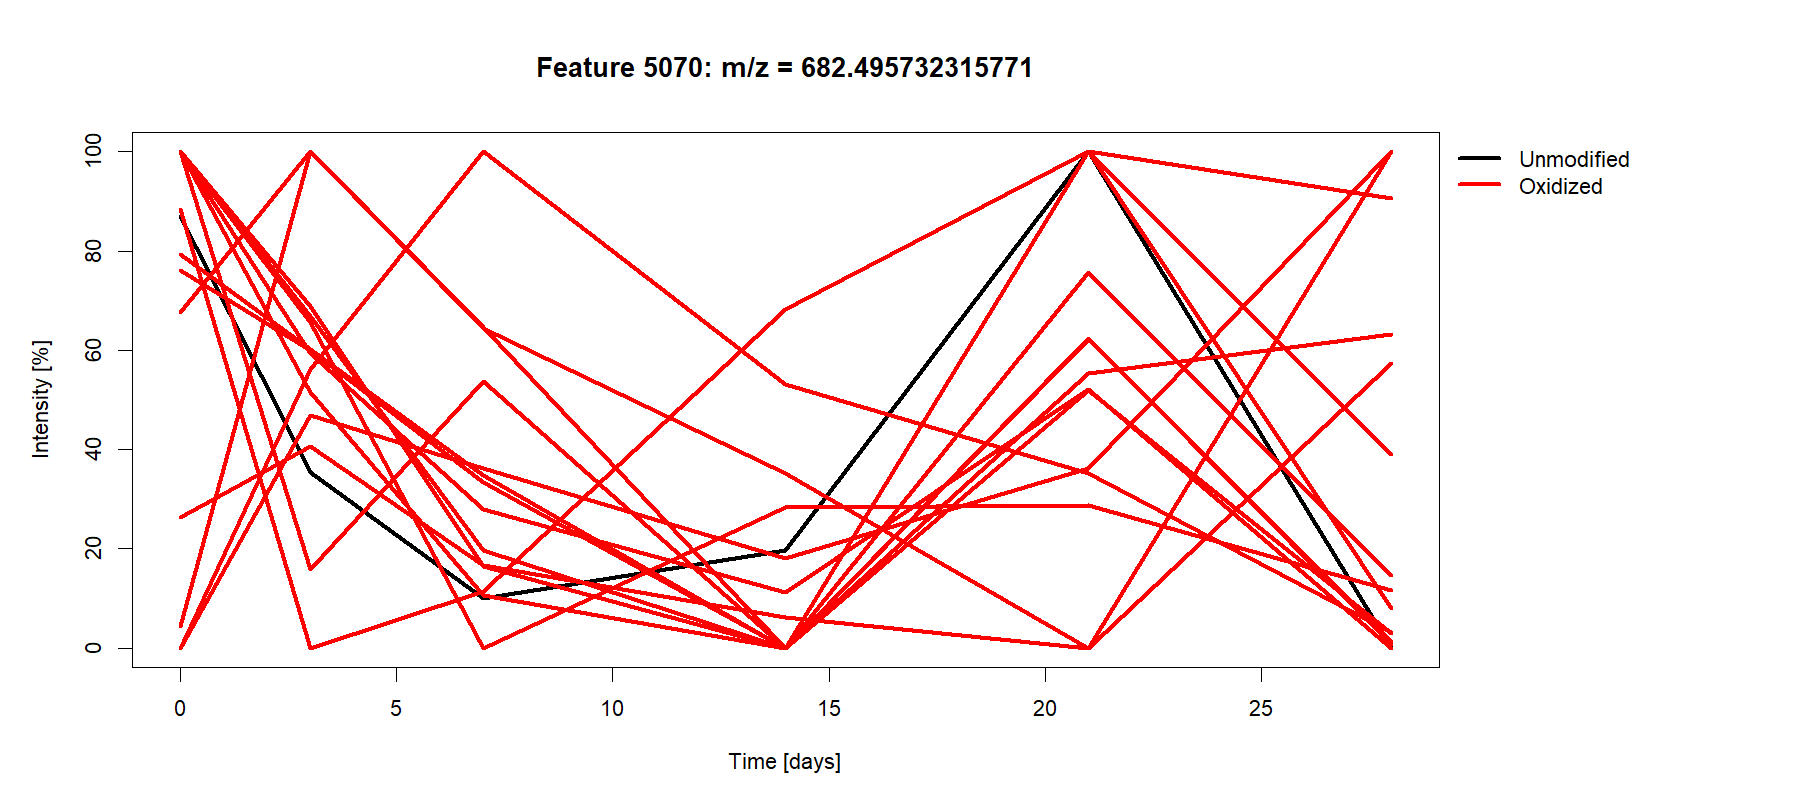 Feature 5070: m/z = 682.495732315771
Unmodified
Oxidized
Intensity [%]
100
80
60
40
20
0
0 5 10 15 20 25
Time [days]